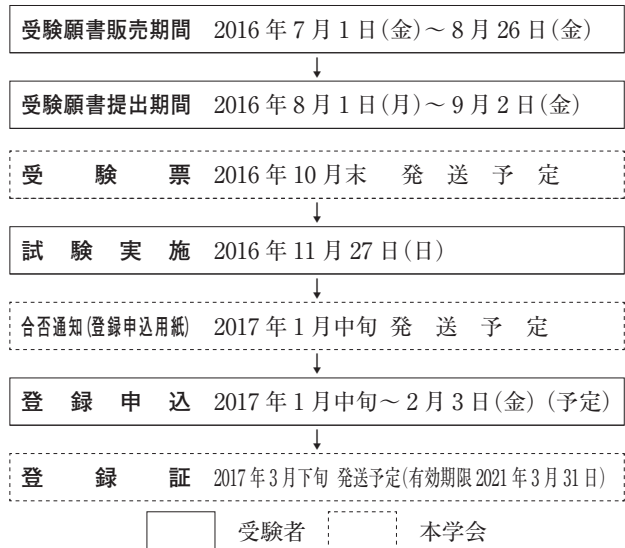 受験願書販売期間 2016年7月1日(金)～8月26日(金)
受験願書提出期間 2016年8月1日(月)～9月2日(金)
受験票 2016年10月末 発送予定
試験実施 2016年11月27日(日)
合否通知(登録申込用紙) 2017年1月中旬 発送予定
登録申込 2017年1月中旬～2月3日(金)(予定)
登録証 2017年3月下旬 発送予定(有効期限2021年3月31日)
受験者 本学会